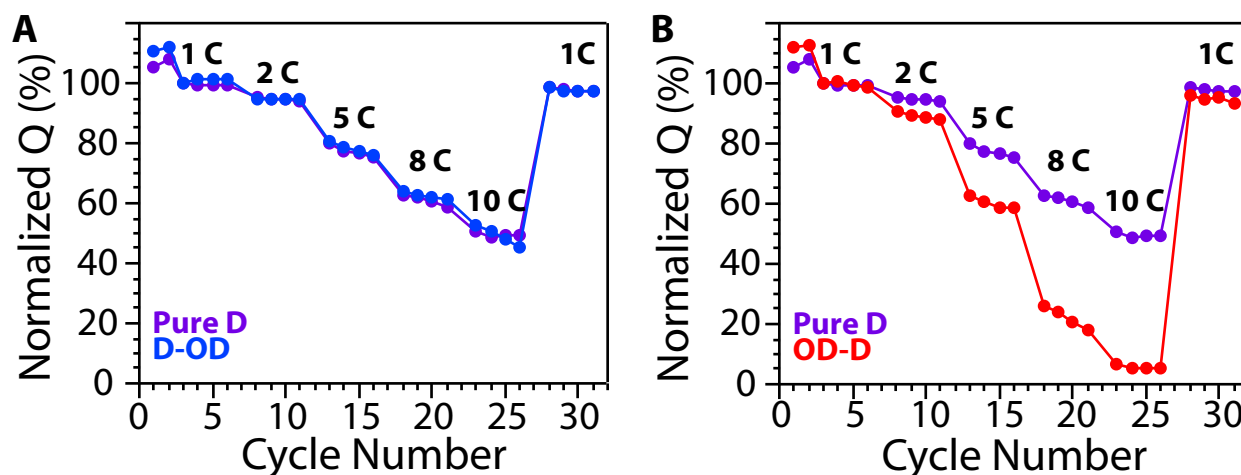 A
Normalized Q (%)
100
80
60
40
20
0
1 C
2 C
5 C
8 C
10 C
1C
Pure D
D-OD
0 5 10 15 20 25 30
Cycle Number
B
Normalized Q (%)
100
80
60
40
20
0
1 C
2 C
5 C
8 C
10 C
1C
Pure D
OD-D
0 5 10 15 20 25 30
Cycle Number